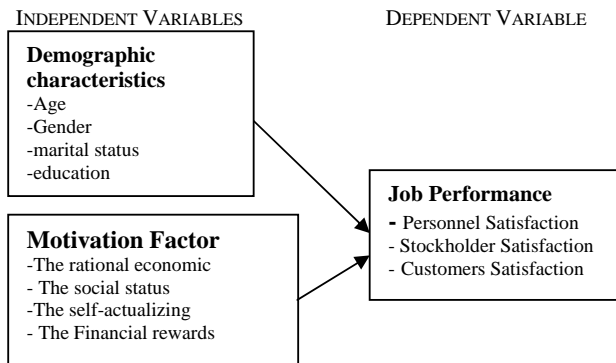 INDEPENDENT VARIABLES
Demographic
characteristics
-Age
-Gender
-marital status
-education
Motivation Factor
-The rational economic
- The social status
-The self-actualizing
- The Financial rewards
DEPENDENT VARIABLE
Job Performance
- Personnel Satisfaction
- Stockholder Satisfaction
- Customers Satisfaction